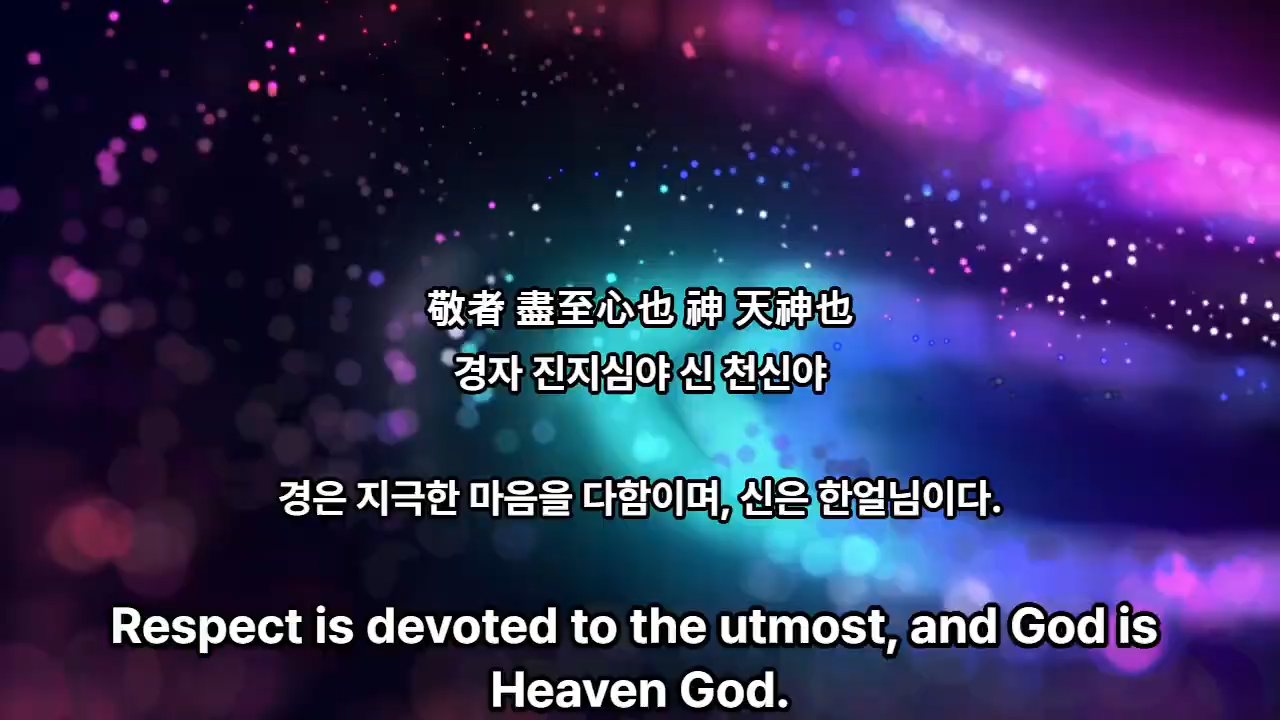 敬者 盡至心也 神 天神也
경자 진지심야 신 천신야
경은 지극한 마음을 다함이며, 신은 한얼님이다.
Respect is devoted to the utmost, and God is
Heaven God.